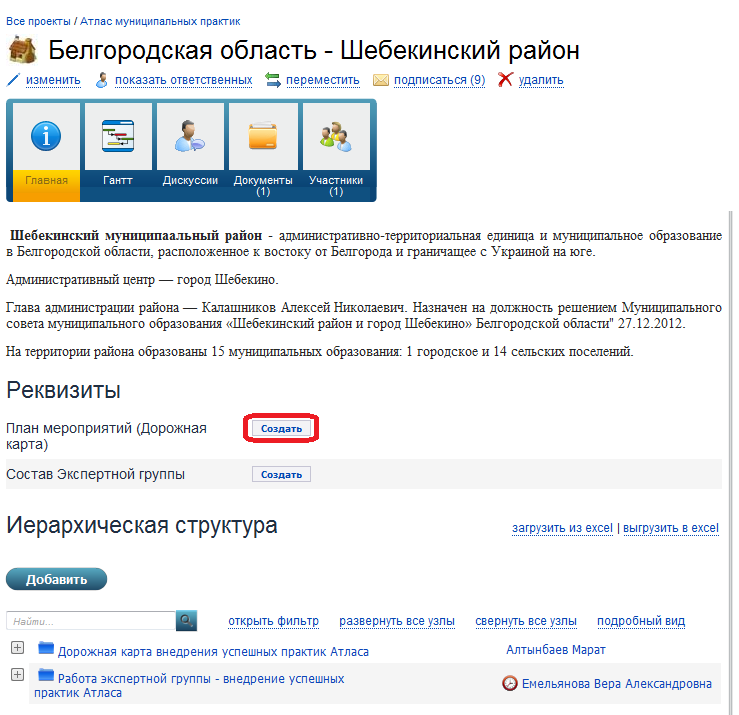 Все проекты / Атлас муниципальных практик
Белгородская область - Шебекинский район
изменить показать ответственных переместить подписаться (9) удалить
Главная Гантт Дискуссии Документы (1) Участники (1)
Шебекинский муниципаальный район - административно-территориальная единица и муниципальное образование
в Белгородской области, расположенное к востоку от Белгорода и граничащее с Украиной на юге.
Административный центр — город Шебекино.
Глава администрации района — Калашников Алексей Николаевич. Назначен на должность решением Муниципального
совета муниципального образования «Шебекинский район и город Шебекино» Белгородской области" 27.12.2012.
На территории района образованы 15 муниципальных образования: 1 городское и 14 сельских поселений.
Реквизиты
План мероприятий (Дорожная
карта)
Создать
Состав Экспертной группы Создать
Иерархическая структура
загрузить из excel | выгрузить в excel
Добавить
Найти... открыть фильтр развернуть все узлы свернуть все узлы подробный вид
Дорожная карта внедрения успешных практик Атласа Алтынбаев Марат
Работа экспертной группы - внедрение успешных
практик Атласа
Емельянова Вера Александровна